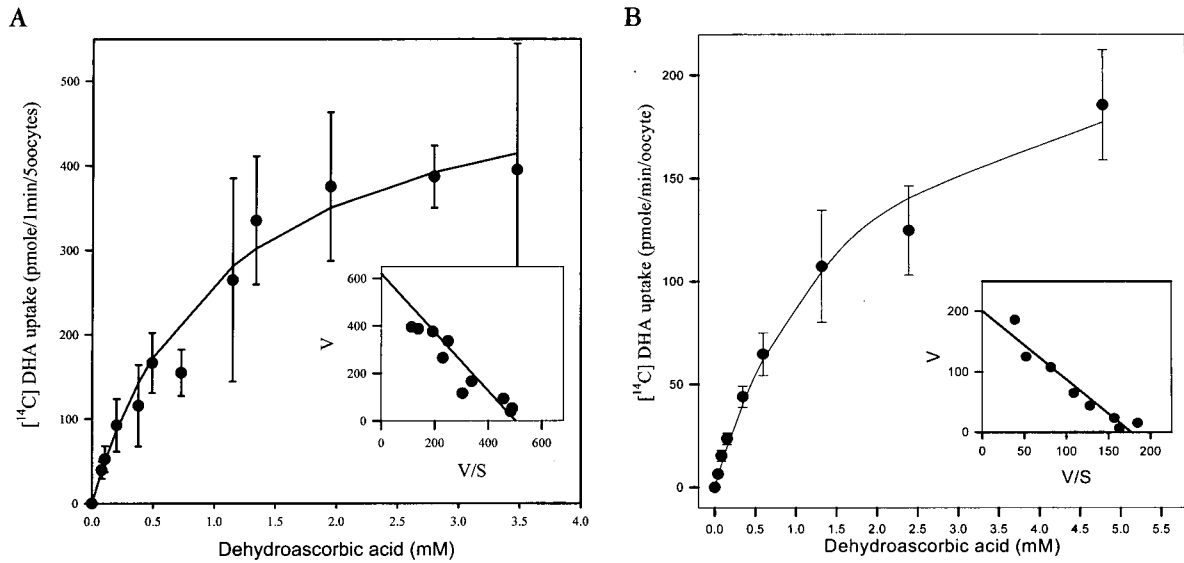 A
[¹⁴C] DHA uptake (pmole/1min/5oocytes)
500
400
300
200
100
0
0.0 0.5 1.0 1.5 2.0 2.5 3.0 3.5 4.0
Dehydroascorbic acid (mM)
V
600
400
200
0
0 200 400 600
V/S
B
[¹⁴C] DHA uptake (pmole/min/oocyte)
200
150
100
50
0
0.0 0.5 1.0 1.5 2.0 2.5 3.0 3.5 4.0 4.5 5.0 5.5
Dehydroascorbic acid (mM)
V
200
100
0
0 50 100 150 200
V/S